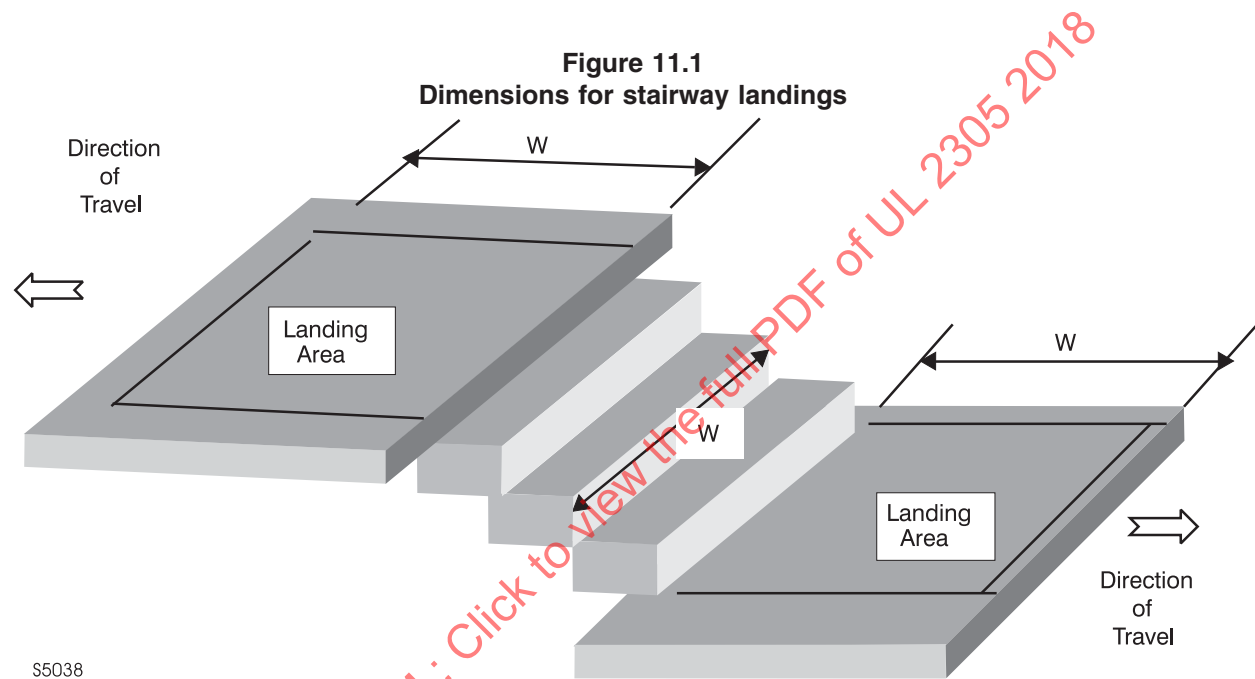 Figure 11.1
Dimensions for stairway landings
W
Direction
of
Travel
Landing
Area
W
W
Landing
Area
Direction
of
Travel
S5038
: Click to view the full PDF of UL 2305 2018